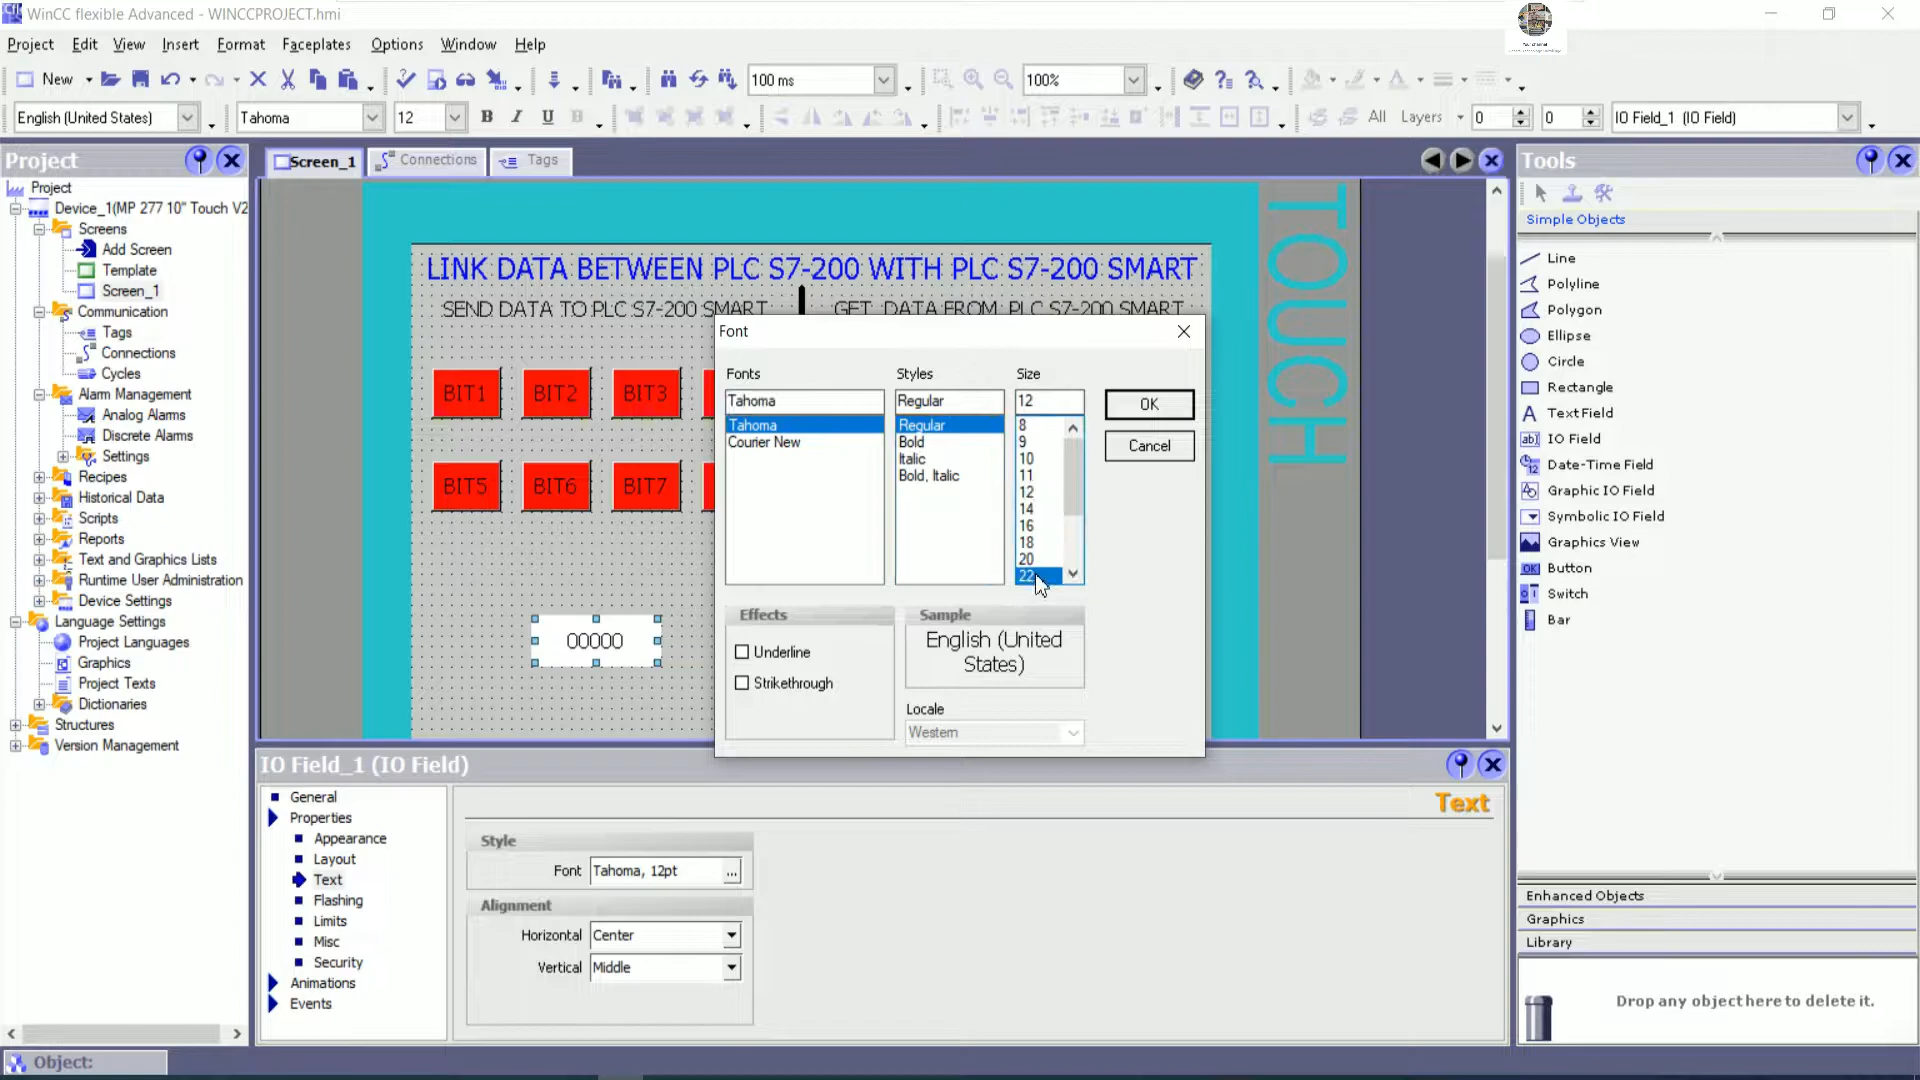 WinCC flexible Advanced - WINCCPROJECT.hmi
Project Edit View Insert Format Faceplates Options Window Help
New 100 ms 100%
English (United States) Tahoma 12 B I U B All Layers 0 0 IO Field_1 (IO Field)
Project
Project
Device_1(MP 277 10" Touch V2
Screens
Add Screen
Template
Screen_1
Communication
Tags
Connections
Cycles
Alarm Management
Analog Alarms
Discrete Alarms
Settings
Recipes
Historical Data
Scripts
Reports
Text and Graphics Lists
Runtime User Administration
Device Settings
Language Settings
Project Languages
Graphics
Project Texts
Dictionaries
Structures
Version Management
Object:
Screen_1 Connections Tags
LINK DATA BETWEEN PLC S7-200 WITH PLC S7-200 SMART
SEND DATA TO PLC S7-200 SMART
GET DATA FROM PLC S7-200 SMART
BIT1 BIT2 BIT3
BIT5 BIT6 BIT7
00000
TOUCH
Font
Fonts
Tahoma
Tahoma
Courier New
Styles
Regular
Regular
Bold
Italic
Bold, Italic
Size
12
8
9
10
11
12
14
16
18
20
22
OK
Cancel
Effects
Underline
Strikethrough
Sample
English (United
States)
Locale
Western
IO Field_1 (IO Field)
General
Properties
Appearance
Layout
Text
Flashing
Limits
Misc
Security
Animations
Events
Text
Style
Font Tahoma, 12pt ...
Alignment
Horizontal Center
Vertical Middle
Tools
Simple Objects
Line
Polyline
Polygon
Ellipse
Circle
Rectangle
Text Field
IO Field
Date-Time Field
Graphic IO Field
Symbolic IO Field
Graphics View
Button
Switch
Bar
Enhanced Objects
Graphics
Library
Drop any object here to delete it.